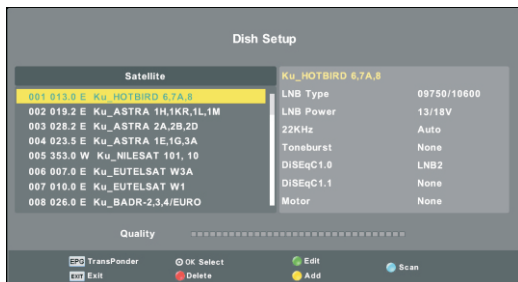 Dish Setup
Satellite
001 013.0 E Ku_HOTBIRD 6,7A,8
002 019.2 E Ku_ASTRA 1H,1KR,1L,1M
003 028.2 E Ku_ASTRA 2A,2B,2D
004 023.5 E Ku_ASTRA 1E,1G,3A
005 353.0 W Ku_NILESAT 101, 10
006 007.0 E Ku_EUTELSAT W3A
007 010.0 E Ku_EUTELSAT W1
008 026.0 E Ku_BADR-2,3,4/EURO
Ku_HOTBIRD 6,7A,8
LNB Type 09750/10600
LNB Power 13/18V
22KHz Auto
Toneburst None
DiSEqC1.0 LNB2
DiSEqC1.1 None
Motor None
Quality
EPG TransPonder OK Select Edit Scan
EXIT Exit Delete Add